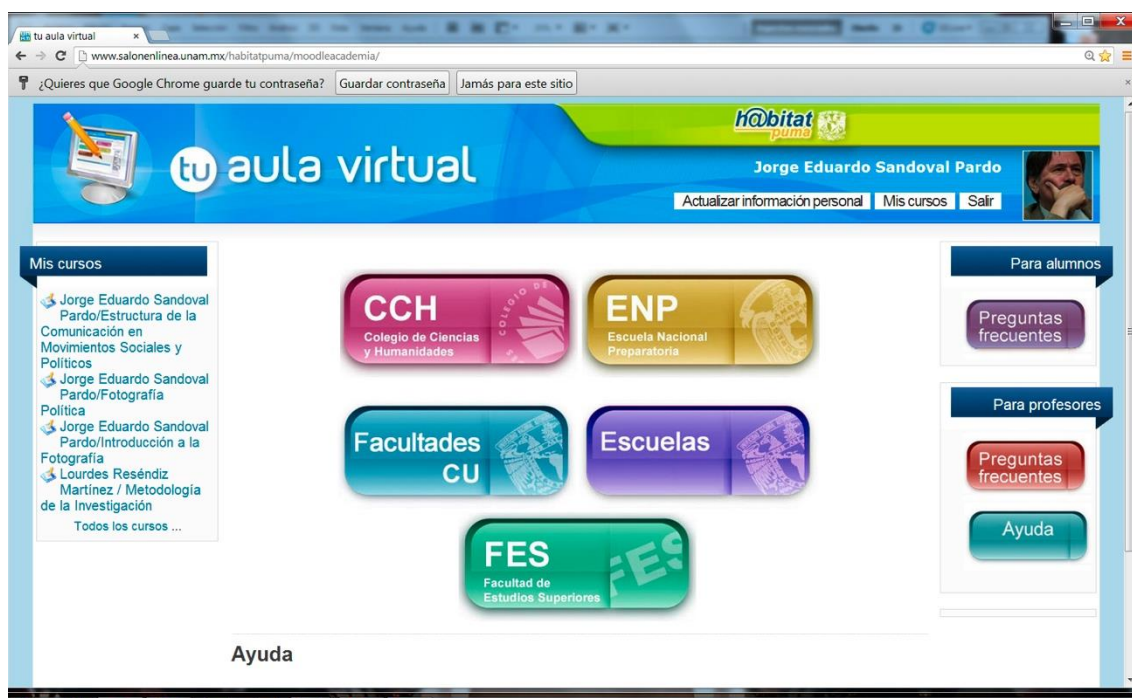 tu aula virtual
www.salonenlinea.unam.mx/habitatpuma/moodleacademia/
¿Quieres que Google Chrome guarde tu contraseña? Guardar contraseña Jamás para este sitio
h@bitat
puma
tu aula virtual
Jorge Eduardo Sandoval Pardo
Actualizar información personal Mis cursos Salir
Mis cursos
Jorge Eduardo Sandoval
Pardo/Estructura de la
Comunicación en
Movimientos Sociales y
Políticos
Jorge Eduardo Sandoval
Pardo/Fotografía
Política
Jorge Eduardo Sandoval
Pardo/Introducción a la
Fotografía
Lourdes Reséndiz
Martínez / Metodología
de la Investigación
Todos los cursos ...
CCH
Colegio de Ciencias
y Humanidades
COLEGIO DE
ENP
Escuela Nacional
Preparatoria
Facultades
CU
Escuelas
FES
Facultad de
Estudios Superiores
FES
Para alumnos
Preguntas
frecuentes
Para profesores
Preguntas
frecuentes
Ayuda
Ayuda